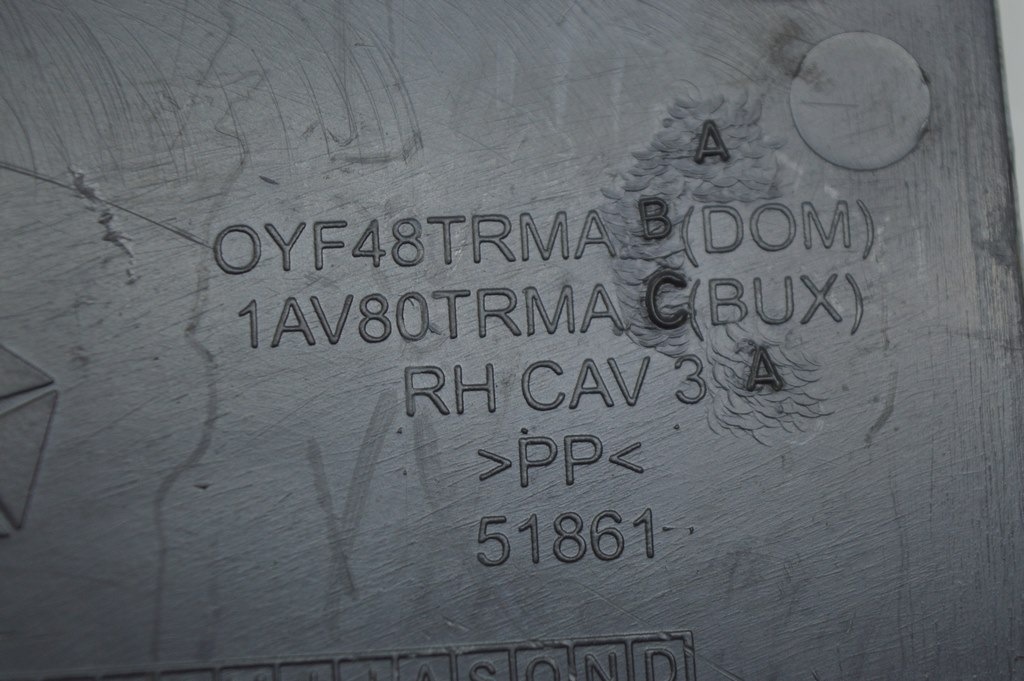 A
OYF48TRMA B (DOM)
1AV80TRMA C (BUX)
RH CAV 3 A
>PP<
51861
J A S O N D